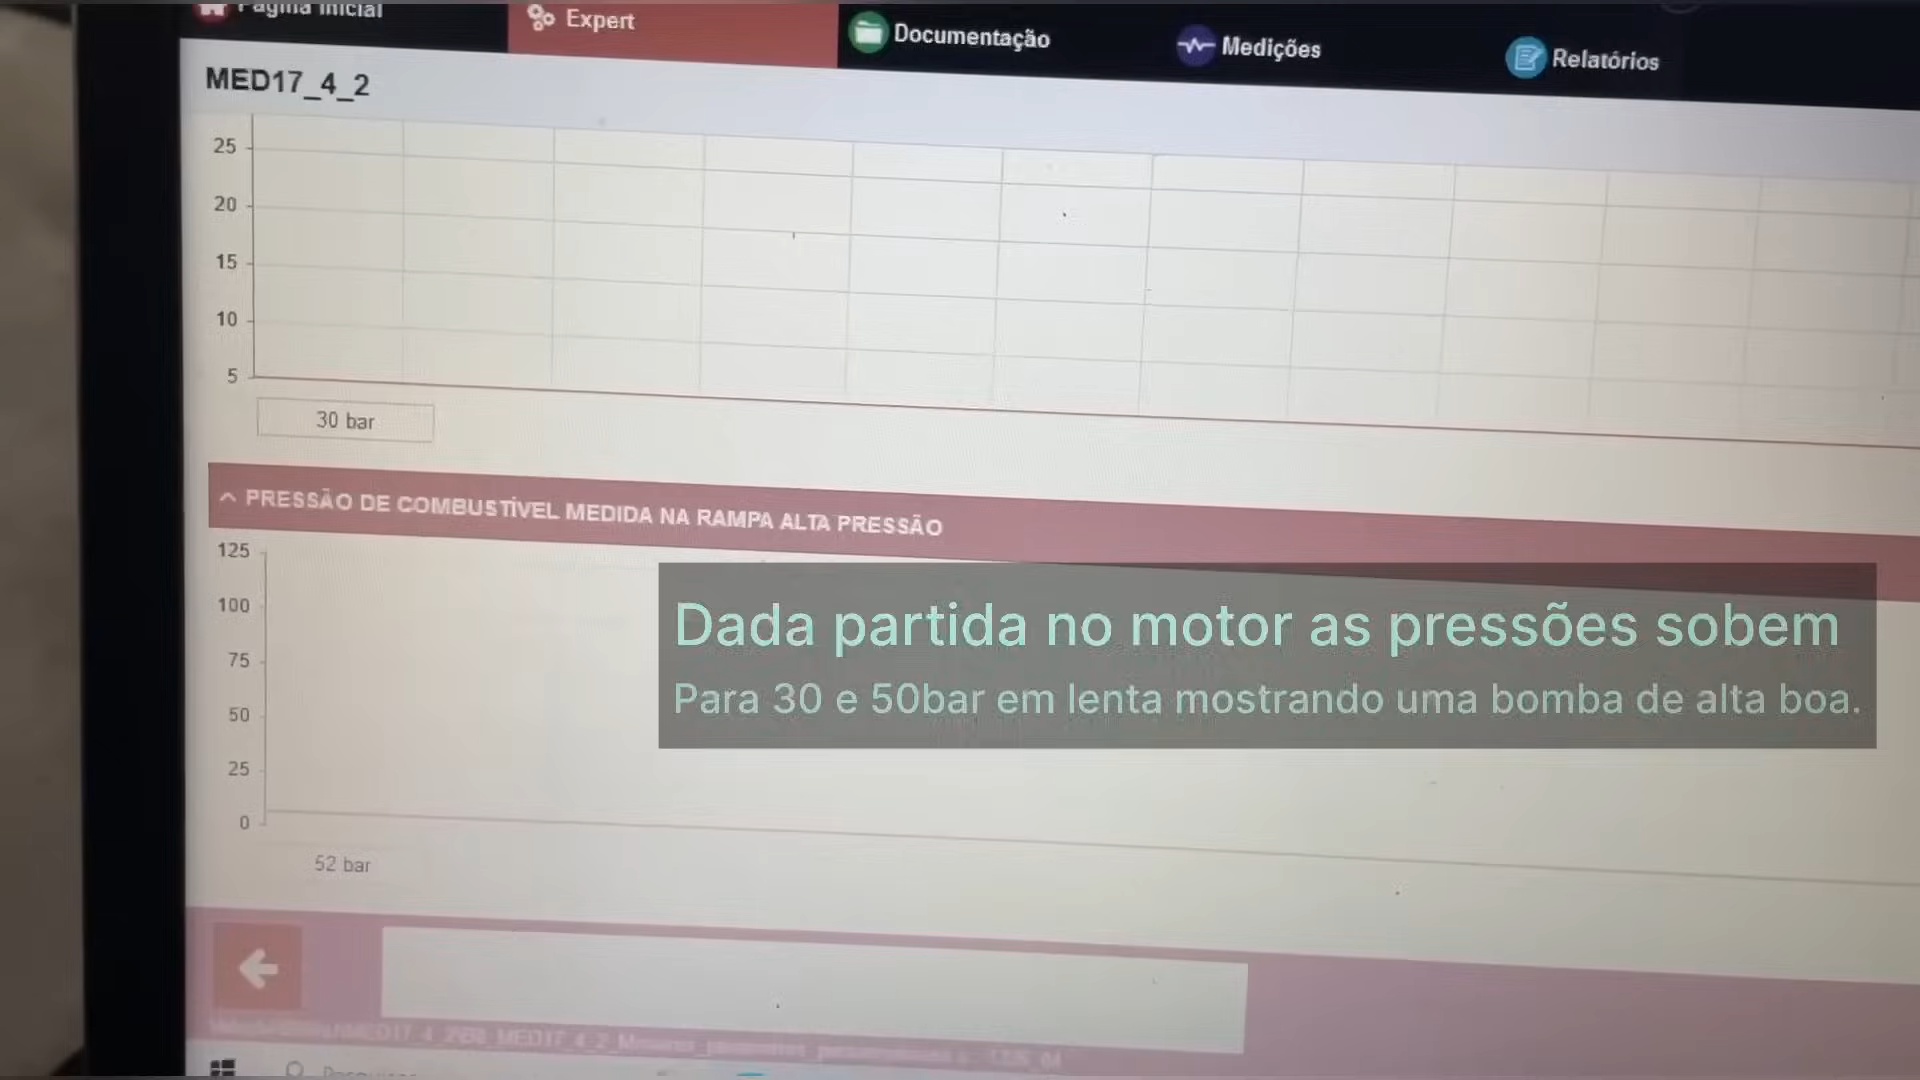 Página Inicial
Expert
Documentação
Medições
Relatórios
MED17_4_2
25
20
15
10
5
30 bar
PRESSÃO DE COMBUSTÍVEL MEDIDA NA RAMPA ALTA PRESSÃO
125
100
75
50
25
0
52 bar
Dada partida no motor as pressões sobem
Para 30 e 50bar em lenta mostrando uma bomba de alta boa.